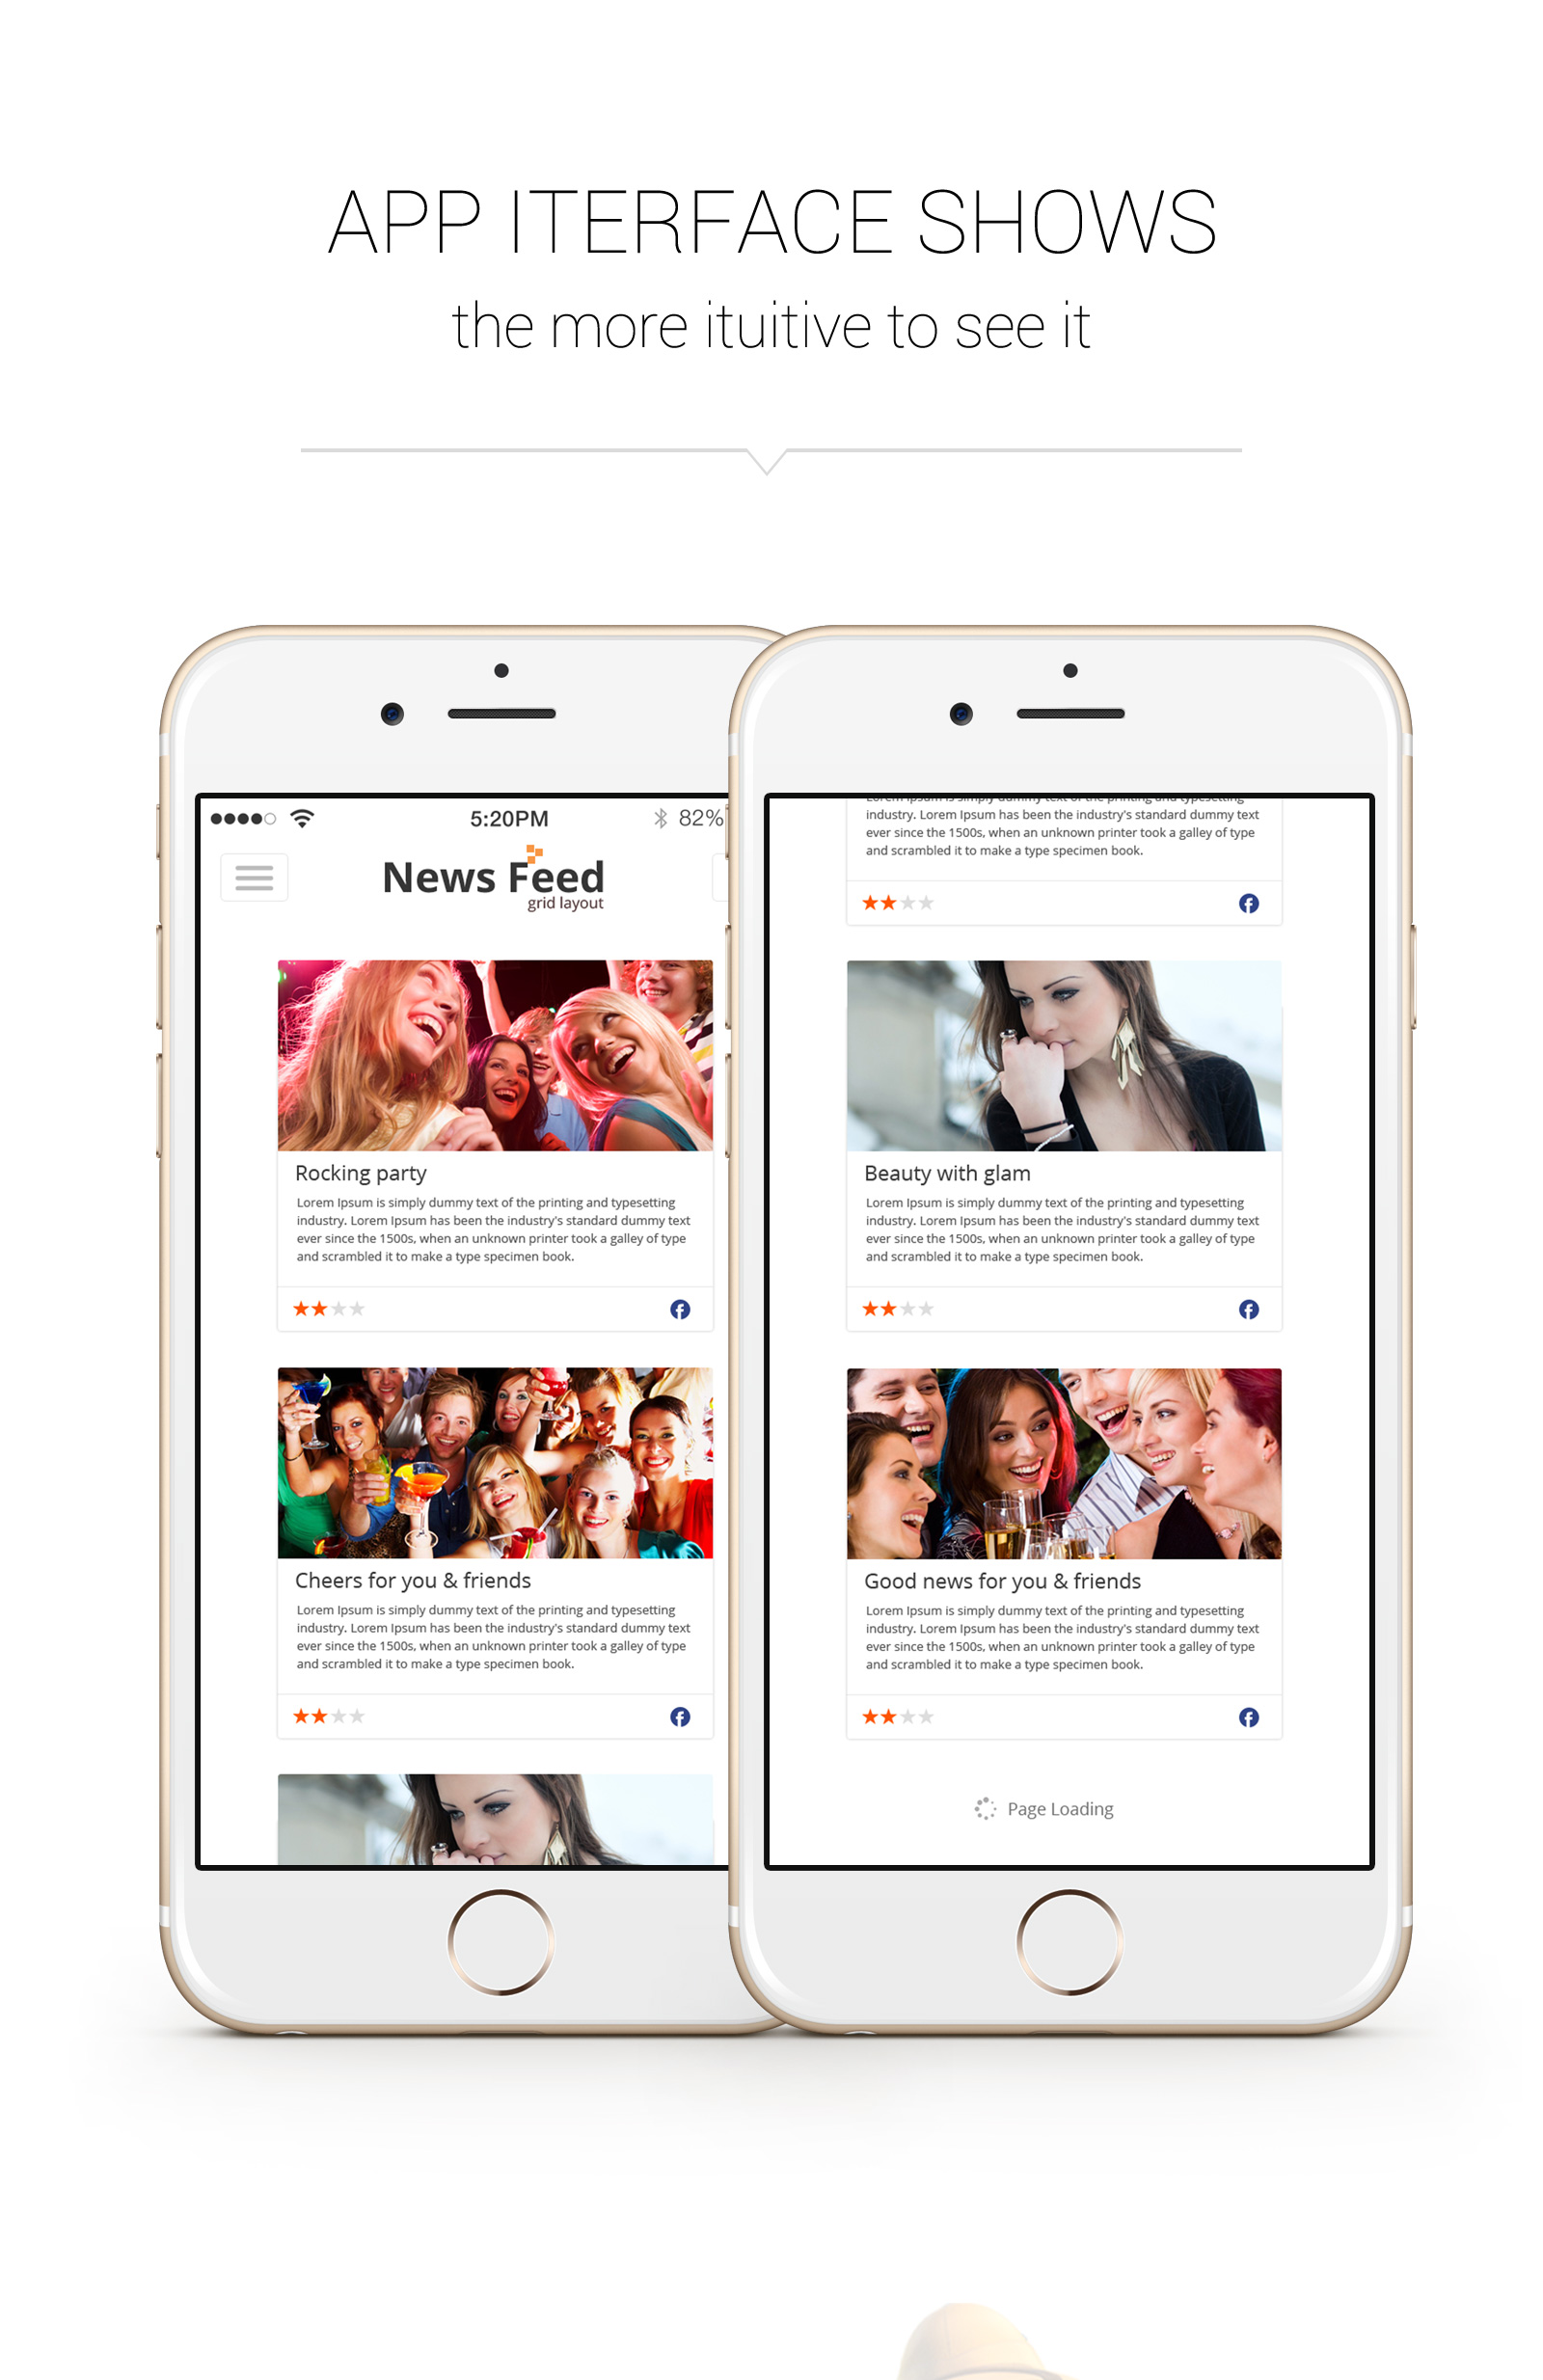 APP ITERFACE SHOWS
the more ituitive to see it
5:20PM
82%
News Feed
grid layout
Rocking party
Lorem Ipsum is simply dummy text of the printing and typesetting
industry. Lorem Ipsum has been the industry's standard dummy text
ever since the 1500s, when an unknown printer took a galley of type
and scrambled it to make a type specimen book.
Cheers for you & friends
Lorem Ipsum is simply dummy text of the printing and typesetting
industry. Lorem Ipsum has been the industry's standard dummy text
ever since the 1500s, when an unknown printer took a galley of type
and scrambled it to make a type specimen book.
Lorem Ipsum is simply dummy text of the printing and typesetting
industry. Lorem Ipsum has been the industry's standard dummy text
ever since the 1500s, when an unknown printer took a galley of type
and scrambled it to make a type specimen book.
Beauty with glam
Lorem Ipsum is simply dummy text of the printing and typesetting
industry. Lorem Ipsum has been the industry's standard dummy text
ever since the 1500s, when an unknown printer took a galley of type
and scrambled it to make a type specimen book.
Good news for you & friends
Lorem Ipsum is simply dummy text of the printing and typesetting
industry. Lorem Ipsum has been the industry's standard dummy text
ever since the 1500s, when an unknown printer took a galley of type
and scrambled it to make a type specimen book.
Page Loading